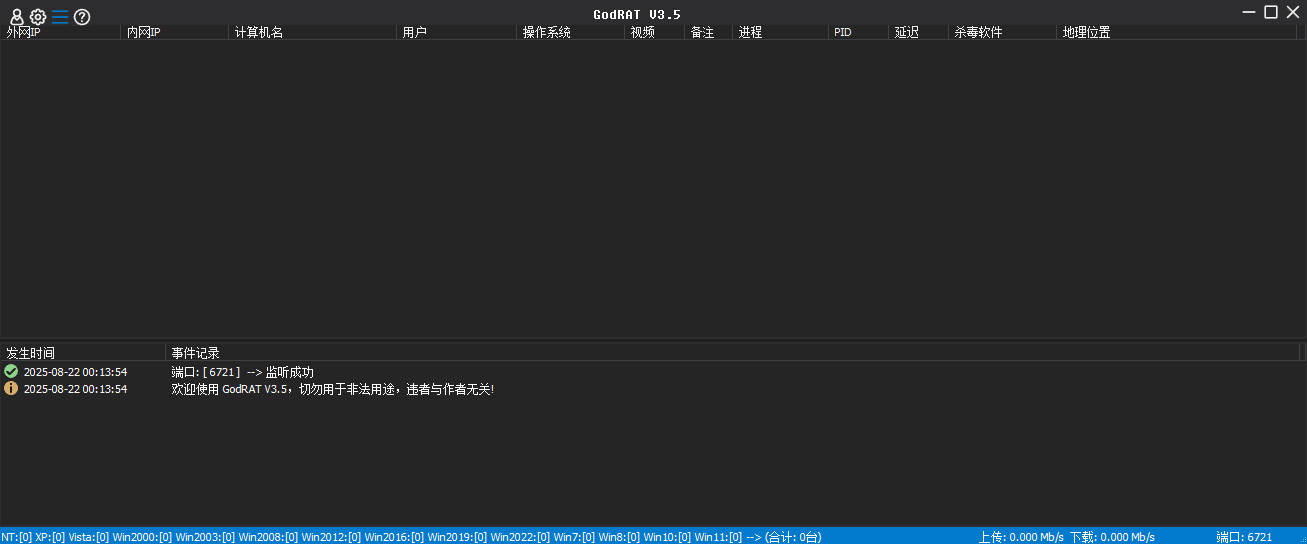 GodRAT V3.5
外网IP 内网IP 计算机名 用户 操作系统 视频 备注 进程 PID 延迟 杀毒软件 地理位置
发生时间 事件记录
2025-08-22 00:13:54 端口: [6721] --> 监听成功
2025-08-22 00:13:54 欢迎使用 GodRAT V3.5，切勿用于非法用途，违者与作者无关!
NT:[0] XP:[0] Vista:[0] Win2000:[0] Win2003:[0] Win2008:[0] Win2012:[0] Win2016:[0] Win2019:[0] Win2022:[0] Win7:[0] Win8:[0] Win10:[0] Win11:[0] --> (合计: 0台) 上传: 0.000 Mb/s 下载: 0.000 Mb/s 端口: 6721